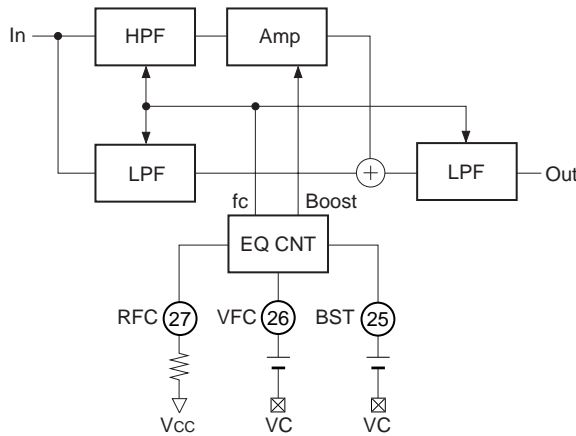 In
HPF
Amp
LPF
+
LPF
Out
fc
Boost
EQ CNT
RFC 27
VFC 26
BST 25
VCC
VC
VC